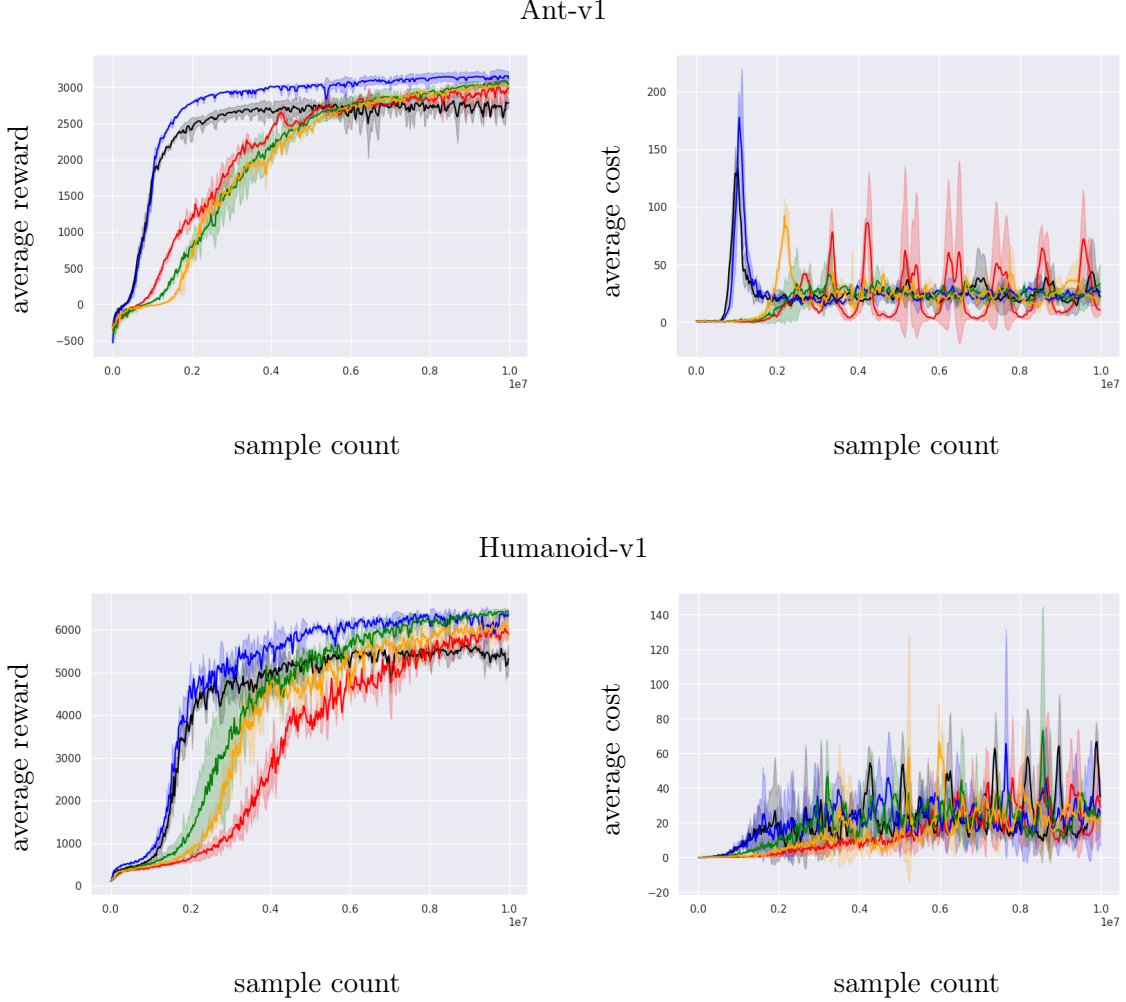 Ant-v1
average reward
3000
2500
2000
1500
1000
500
0
−500
0.0 0.2 0.4 0.6 0.8 1.0
1e7
sample count
average cost
200
150
100
50
0
0.0 0.2 0.4 0.6 0.8 1.0
1e7
sample count
Humanoid-v1
average reward
6000
5000
4000
3000
2000
1000
0
0.0 0.2 0.4 0.6 0.8 1.0
1e7
sample count
average cost
140
120
100
80
60
40
20
0
−20
0.0 0.2 0.4 0.6 0.8 1.0
1e7
sample count